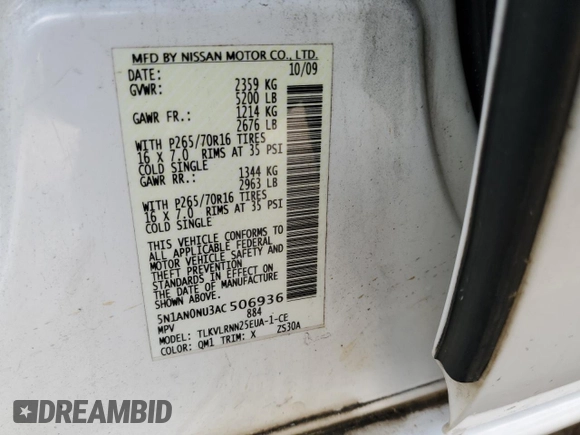 MFD BY NISSAN MOTOR CO., LTD.
DATE: 10/09
GVWR: 2359 KG
5200 LB
GAWR FR.: 1214 KG
2676 LB
WITH P265/70R16 TIRES
16 X 7.0 RIMS AT 35 PSI
COLD SINGLE
GAWR RR.: 1344 KG
2963 LB
WITH P265/70R16 TIRES
16 X 7.0 RIMS AT 35 PSI
COLD SINGLE
THIS VEHICLE CONFORMS TO
ALL APPLICABLE FEDERAL
MOTOR VEHICLE SAFETY AND
THEFT PREVENTION
STANDARDS IN EFFECT ON
THE DATE OF MANUFACTURE
SHOWN ABOVE.
5N1AN0NU3AC506936
MPV 884
MODEL: TLKVLRNN25EUA-1-CE
COLOR: QM1 TRIM: X ZS30A
DREAMBID